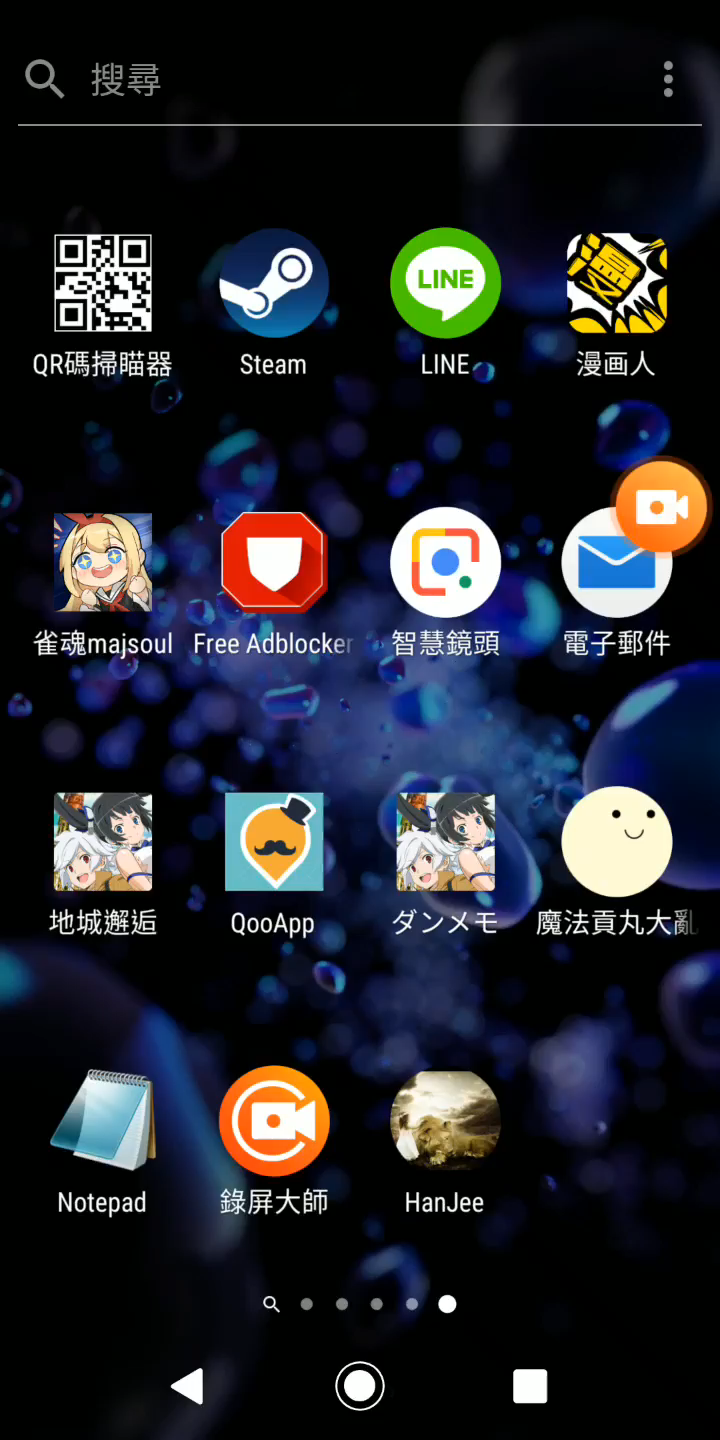 搜尋
LINE
漫
QR碼掃瞄器
Steam
LINE
漫画人
雀魂majsoul
Free Adblocker
智慧鏡頭
電子郵件
地城邂逅
QooApp
ダンメモ
魔法貢丸大亂
Notepad
錄屏大師
HanJee